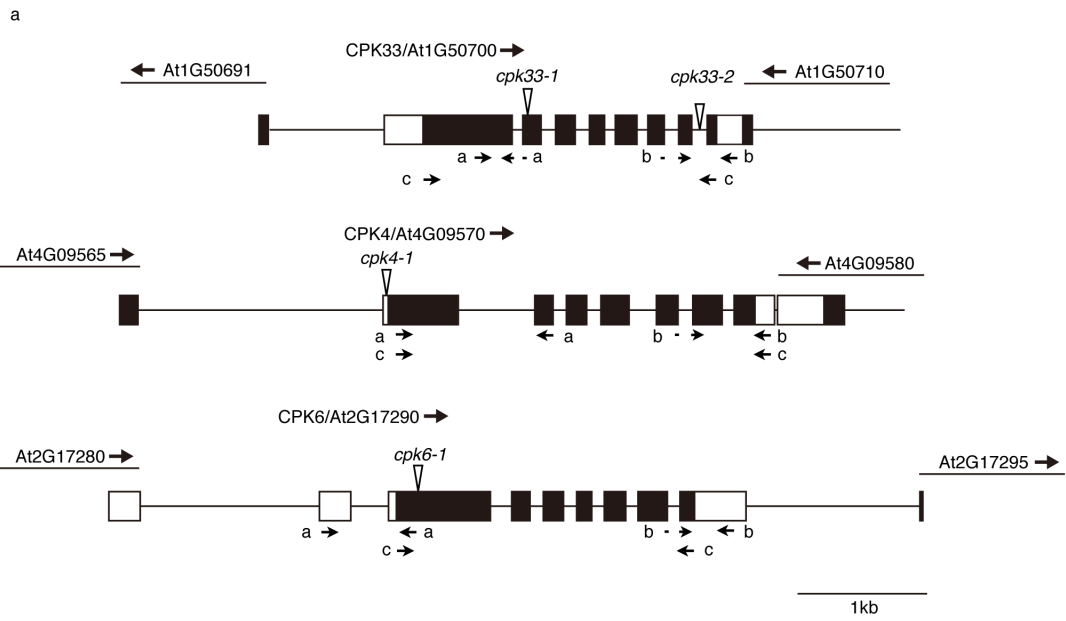 a
CPK33/At1G50700
At1G50691
cpk33-1
cpk33-2
At1G50710
a a b b
c c
CPK4/At4G09570
At4G09565
cpk4-1
At4G09580
a a b b
c c
CPK6/At2G17290
At2G17280
cpk6-1
At2G17295
a a b b
c c
1kb